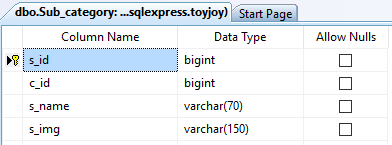 dbo.Sub_category: ...sqlexpress.toyjoy) Start Page
Column Name Data Type Allow Nulls
s_id bigint
c_id bigint
s_name varchar(70)
s_img varchar(150)